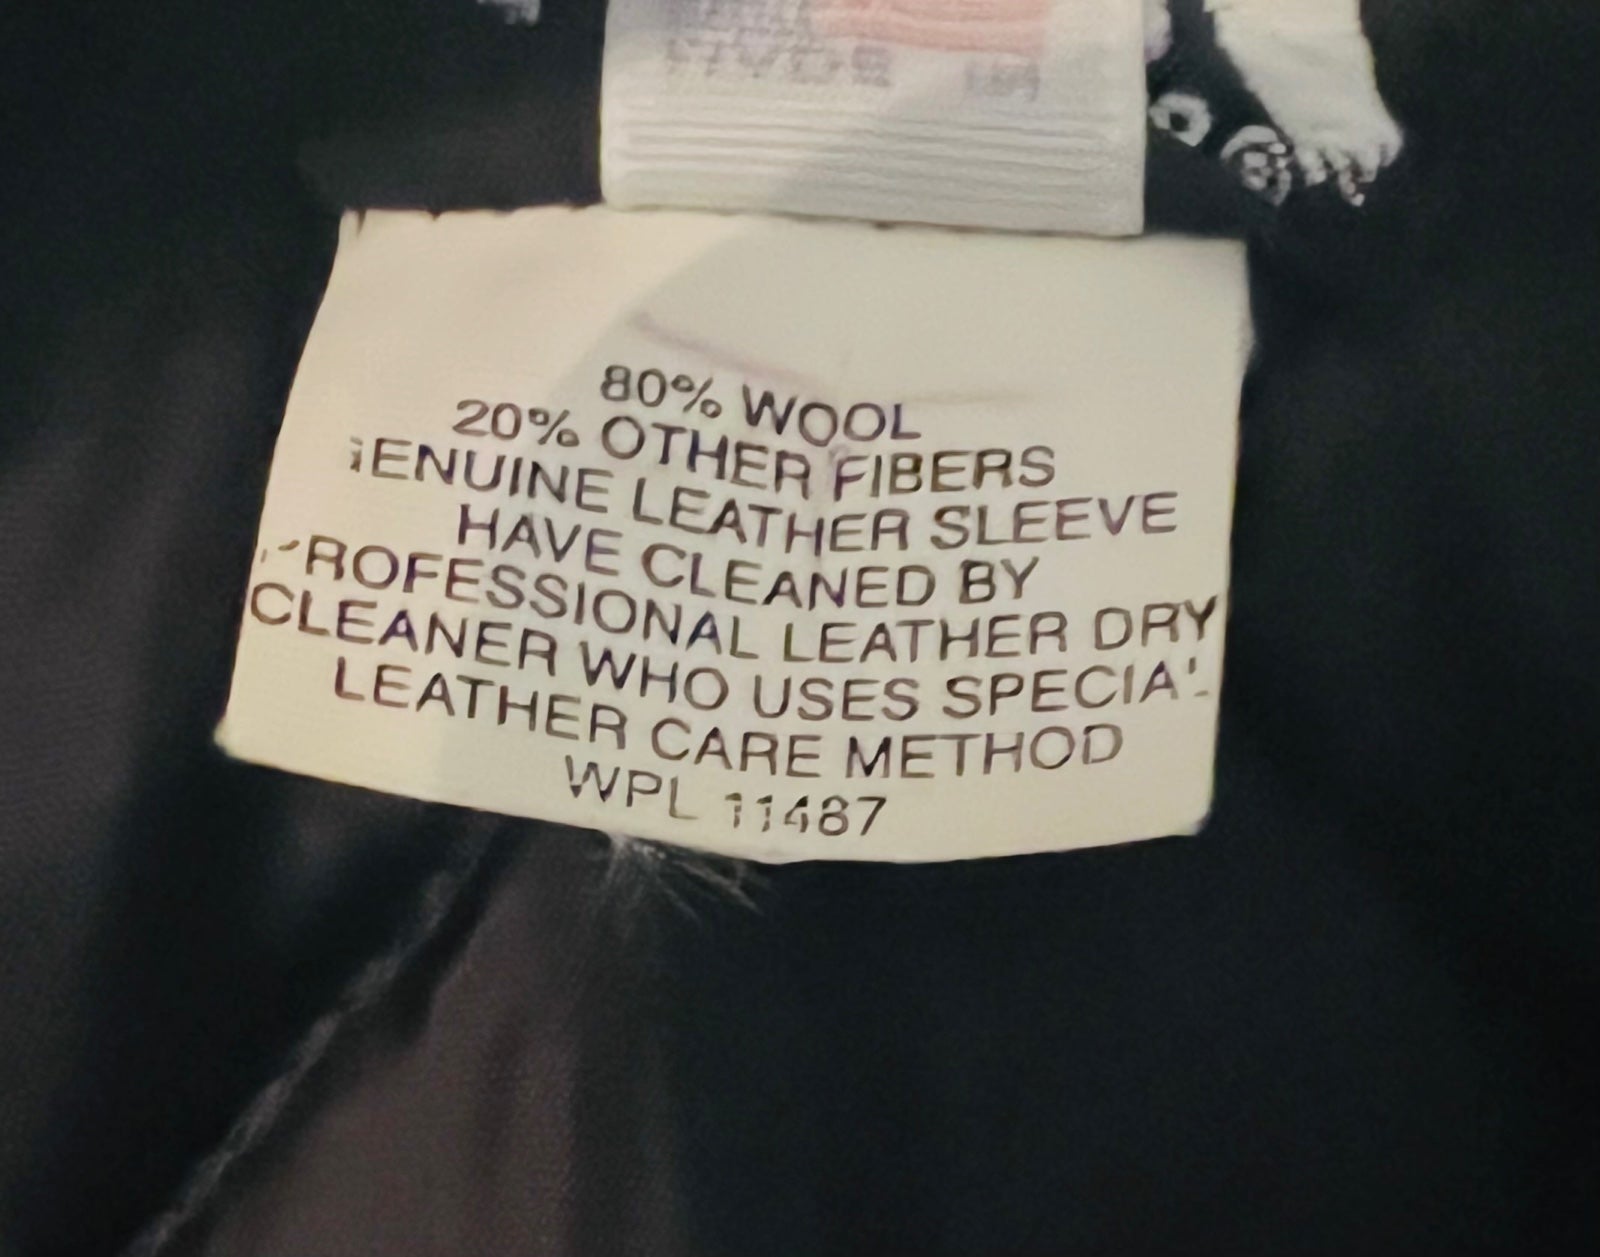 80% WOOL
20% OTHER FIBERS
GENUINE LEATHER SLEEVE
HAVE CLEANED BY
PROFESSIONAL LEATHER DRY
CLEANER WHO USES SPECIAL
LEATHER CARE METHOD
WPL 11487